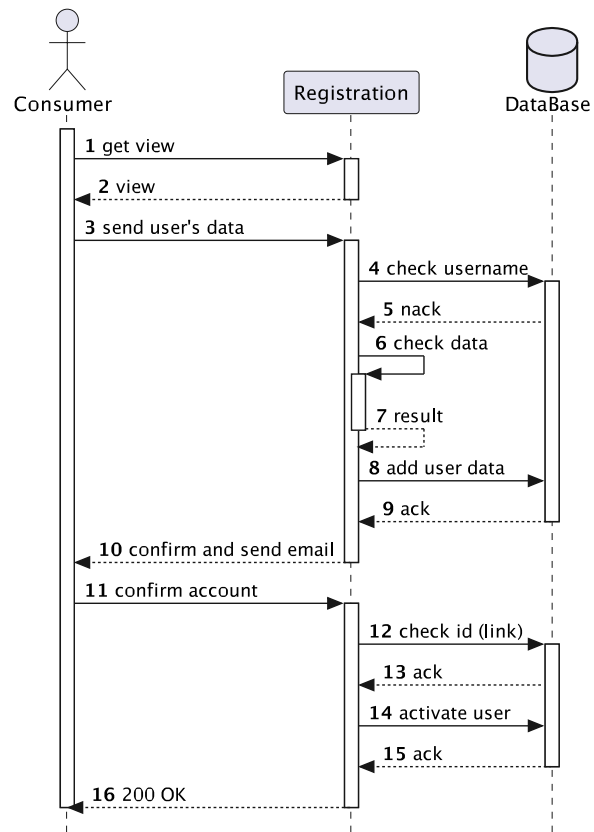 Consumer
Registration
DataBase
1 get view
2 view
3 send user's data
4 check username
5 nack
6 check data
7 result
8 add user data
9 ack
10 confirm and send email
11 confirm account
12 check id (link)
13 ack
14 activate user
15 ack
16 200 OK